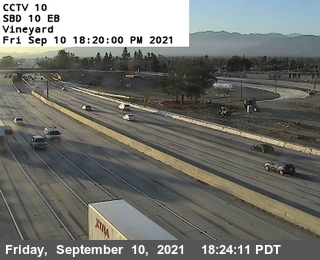 CCTV 10
SBD 10 EB
Vineyard
Fri Sep 10 18:20:00 PM 2021
XTRA
Friday, September 10, 2021 18:24:11 PDT